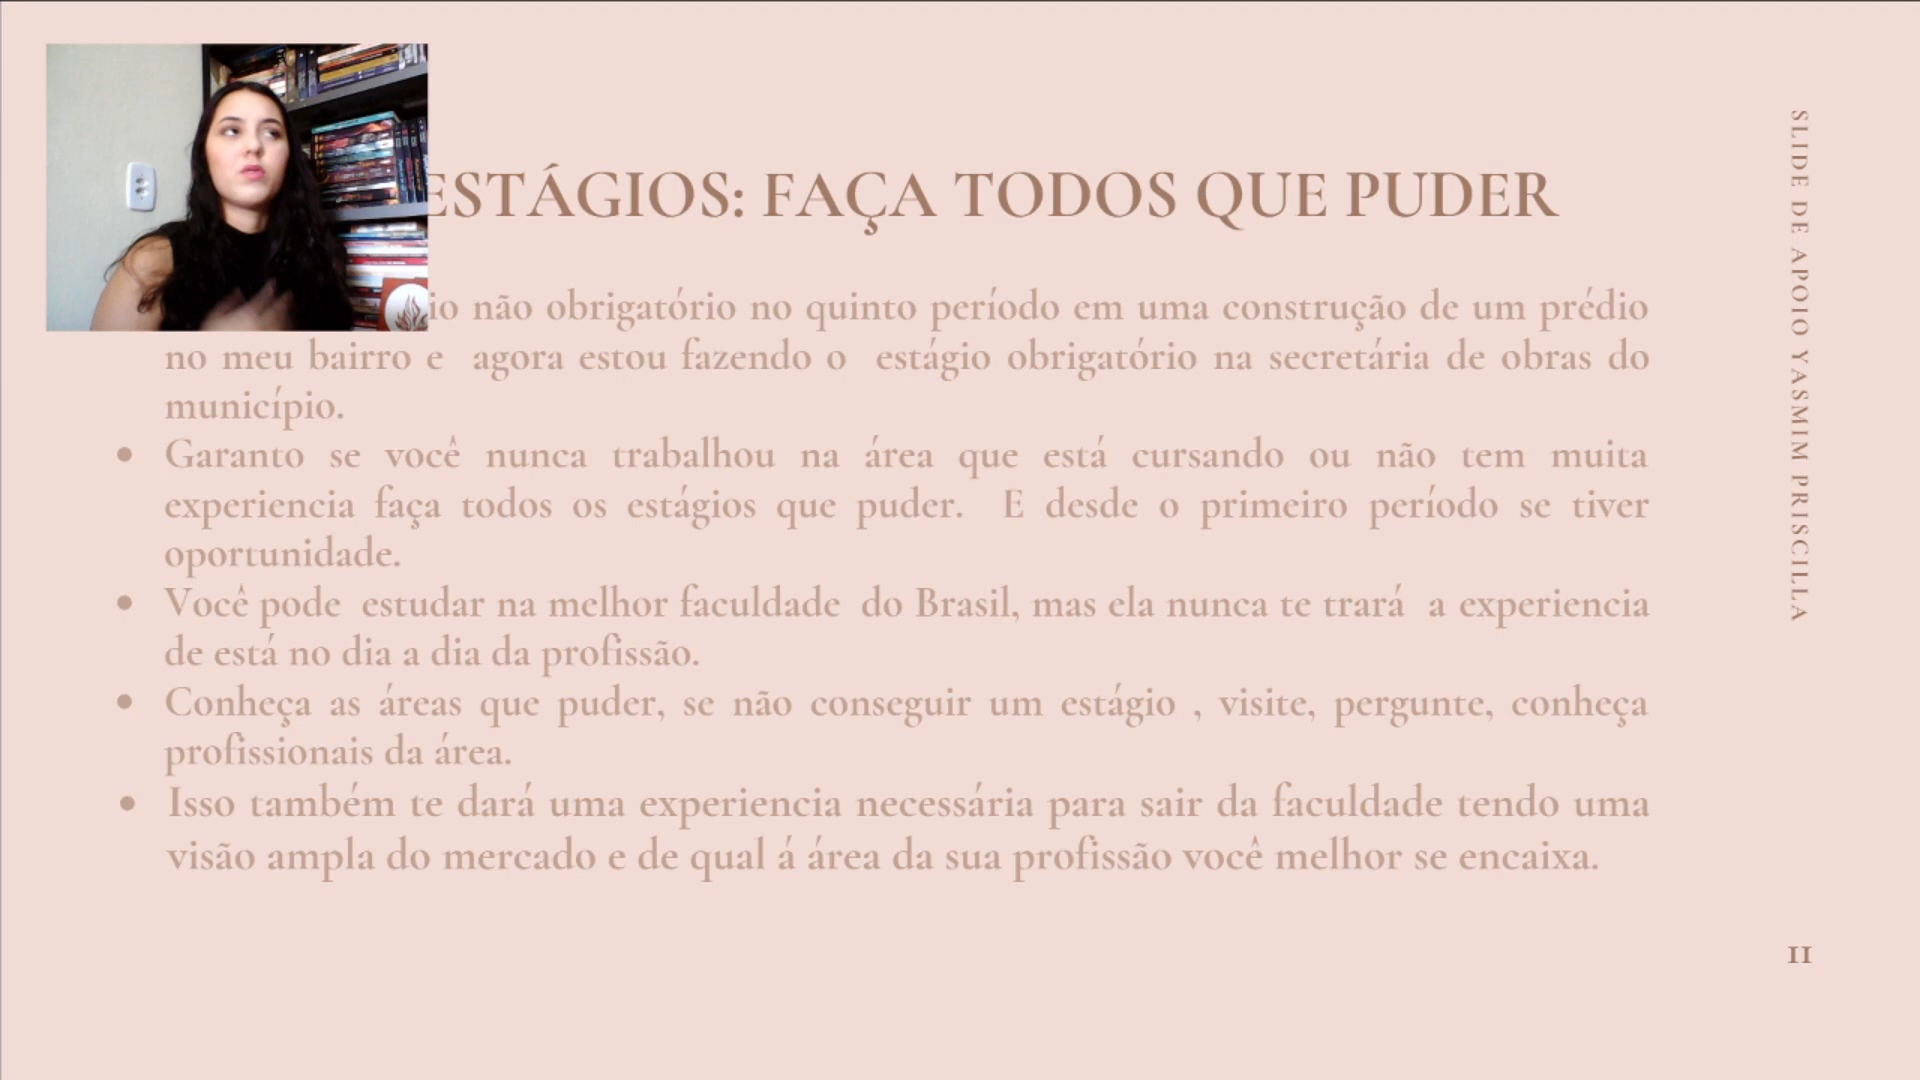 ESTÁGIOS: FAÇA TODOS QUE PUDER
não obrigatório no quinto período em uma construção de um prédio
no meu bairro e agora estou fazendo o estágio obrigatório na secretária de obras do
município.
Garanto se você nunca trabalhou na área que está cursando ou não tem muita
experiencia faça todos os estágios que puder. E desde o primeiro período se tiver
oportunidade.
Você pode estudar na melhor faculdade do Brasil, mas ela nunca te trará a experiencia
de está no dia a dia da profissão.
Conheça as áreas que puder, se não conseguir um estágio , visite, pergunte, conheça
profissionais da área.
Isso também te dará uma experiencia necessária para sair da faculdade tendo uma
visão ampla do mercado e de qual á área da sua profissão você melhor se encaixa.
SLIDE DE APOIO YASMIM PRISCILLA
11